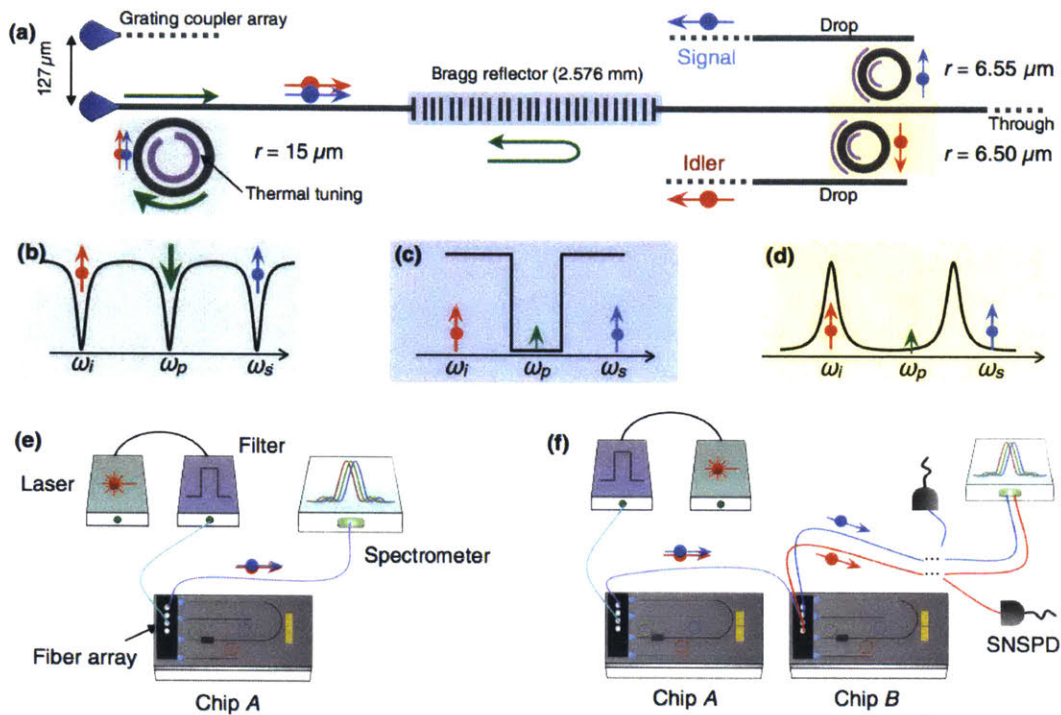 (a)
Grating coupler array
127 µm
Bragg reflector (2.576 mm)
Drop
Signal
r = 6.55 µm
Through
r = 15 µm
Thermal tuning
Idler
r = 6.50 µm
Drop
(b)
ωi
ωp
ωs
(c)
ωi
ωp
ωs
(d)
ωi
ωp
ωs
(e)
Filter
Laser
Spectrometer
Fiber array
Chip A
(f)
SNSPD
Chip A
Chip B